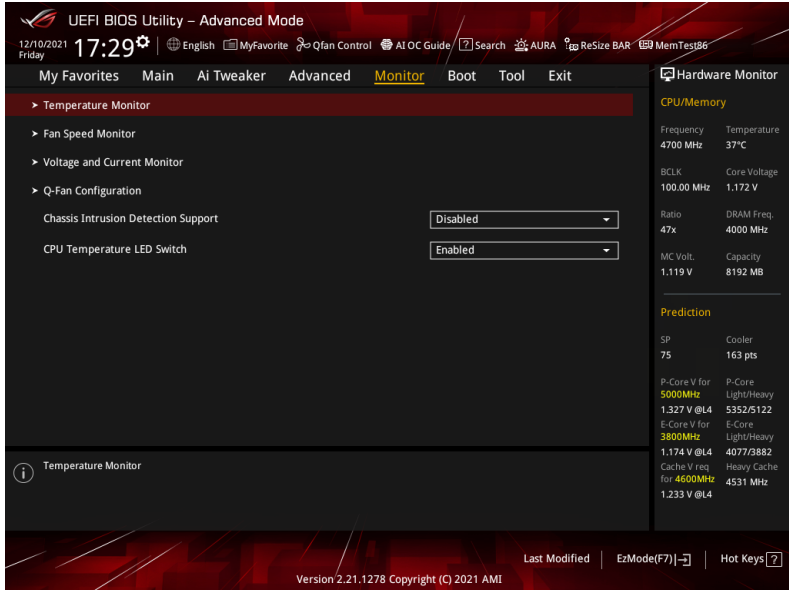 UEFI BIOS Utility – Advanced Mode
12/10/2021 Friday 17:29 English MyFavorite Qfan Control AI OC Guide ? Search AURA ReSize BAR MemTest86
My Favorites Main Ai Tweaker Advanced Monitor Boot Tool Exit
Temperature Monitor
Fan Speed Monitor
Voltage and Current Monitor
Q-Fan Configuration
Chassis Intrusion Detection Support Disabled
CPU Temperature LED Switch Enabled
Temperature Monitor
Hardware Monitor
CPU/Memory
Frequency Temperature
4700 MHz 37°C
BCLK Core Voltage
100.00 MHz 1.172 V
Ratio DRAM Freq.
47x 4000 MHz
MC Volt. Capacity
1.119 V 8192 MB
Prediction
SP Cooler
75 163 pts
P-Core V for P-Core
5000MHz Light/Heavy
1.327 V @L4 5352/5122
E-Core V for E-Core
3800MHz Light/Heavy
1.174 V @L4 4077/3882
Cache V req Heavy Cache
for 4600MHz 4531 MHz
1.233 V @L4
Last Modified EzMode(F7) Hot Keys ?
Version 2.21.1278 Copyright (C) 2021 AMI